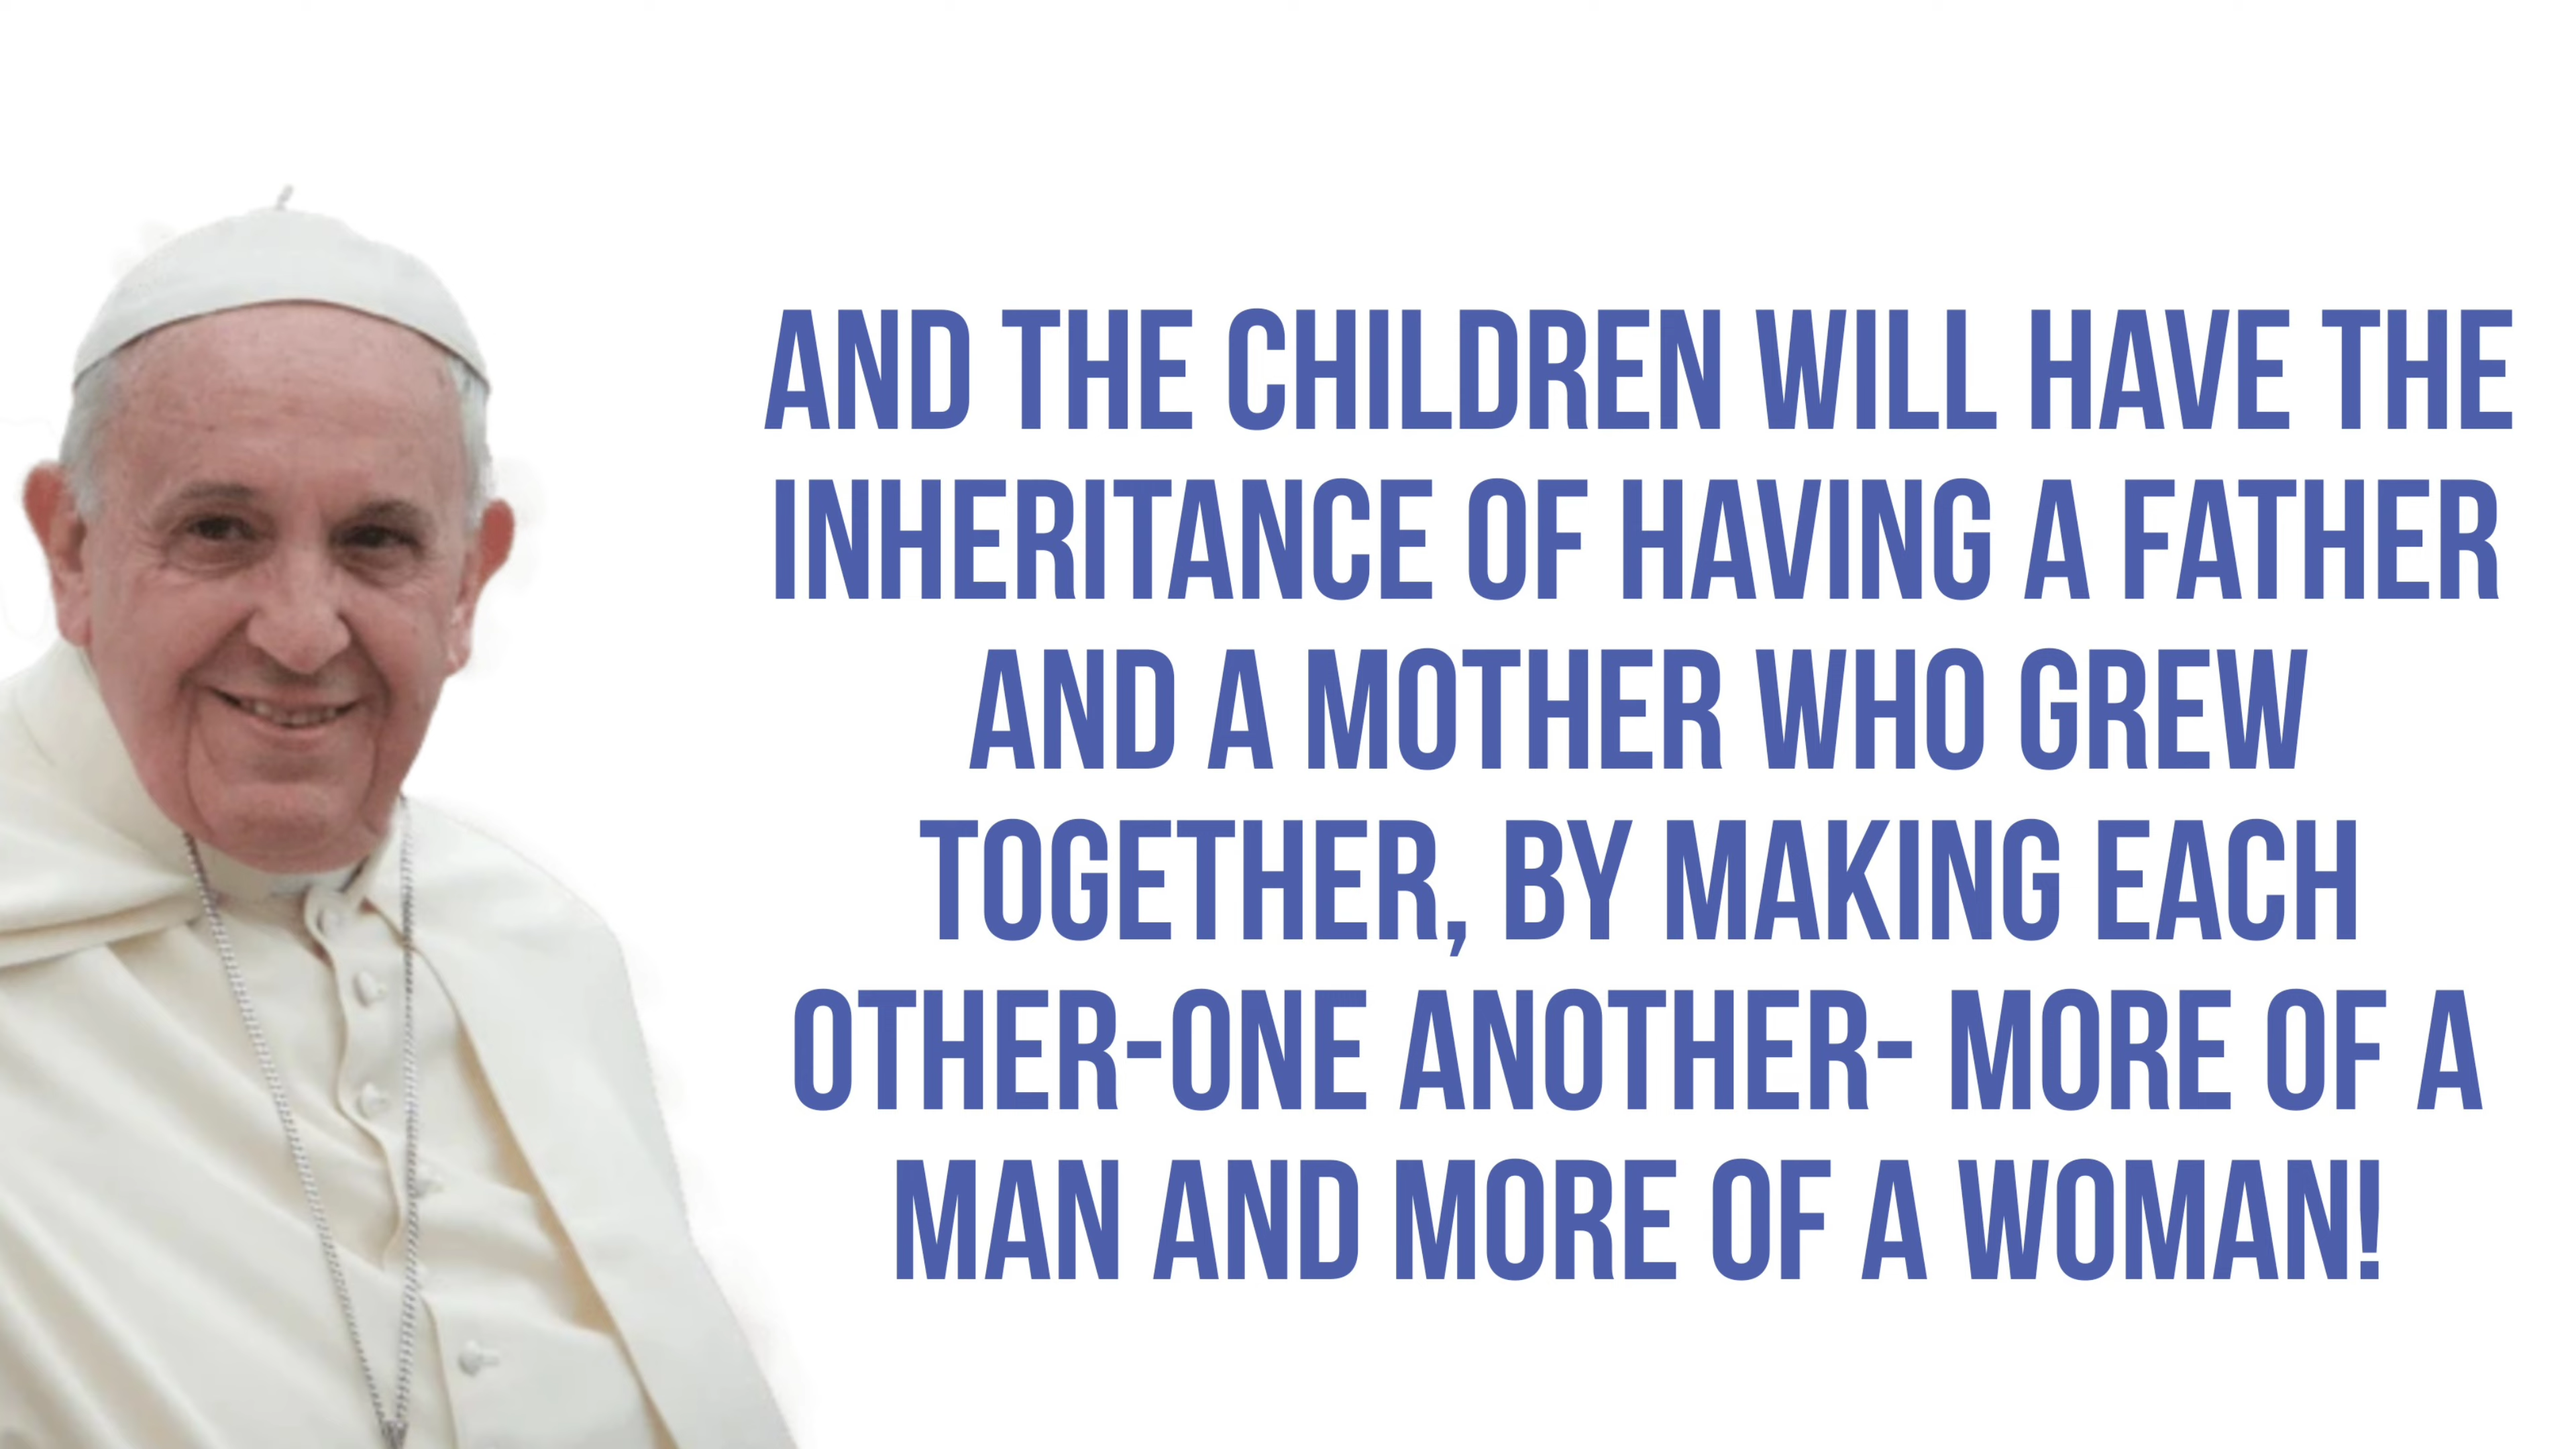 AND THE CHILDREN WILL HAVE THE
INHERITANCE OF HAVING A FATHER
AND A MOTHER WHO GREW
TOGETHER, BY MAKING EACH
OTHER-ONE ANOTHER- MORE OF A
MAN AND MORE OF A WOMAN!